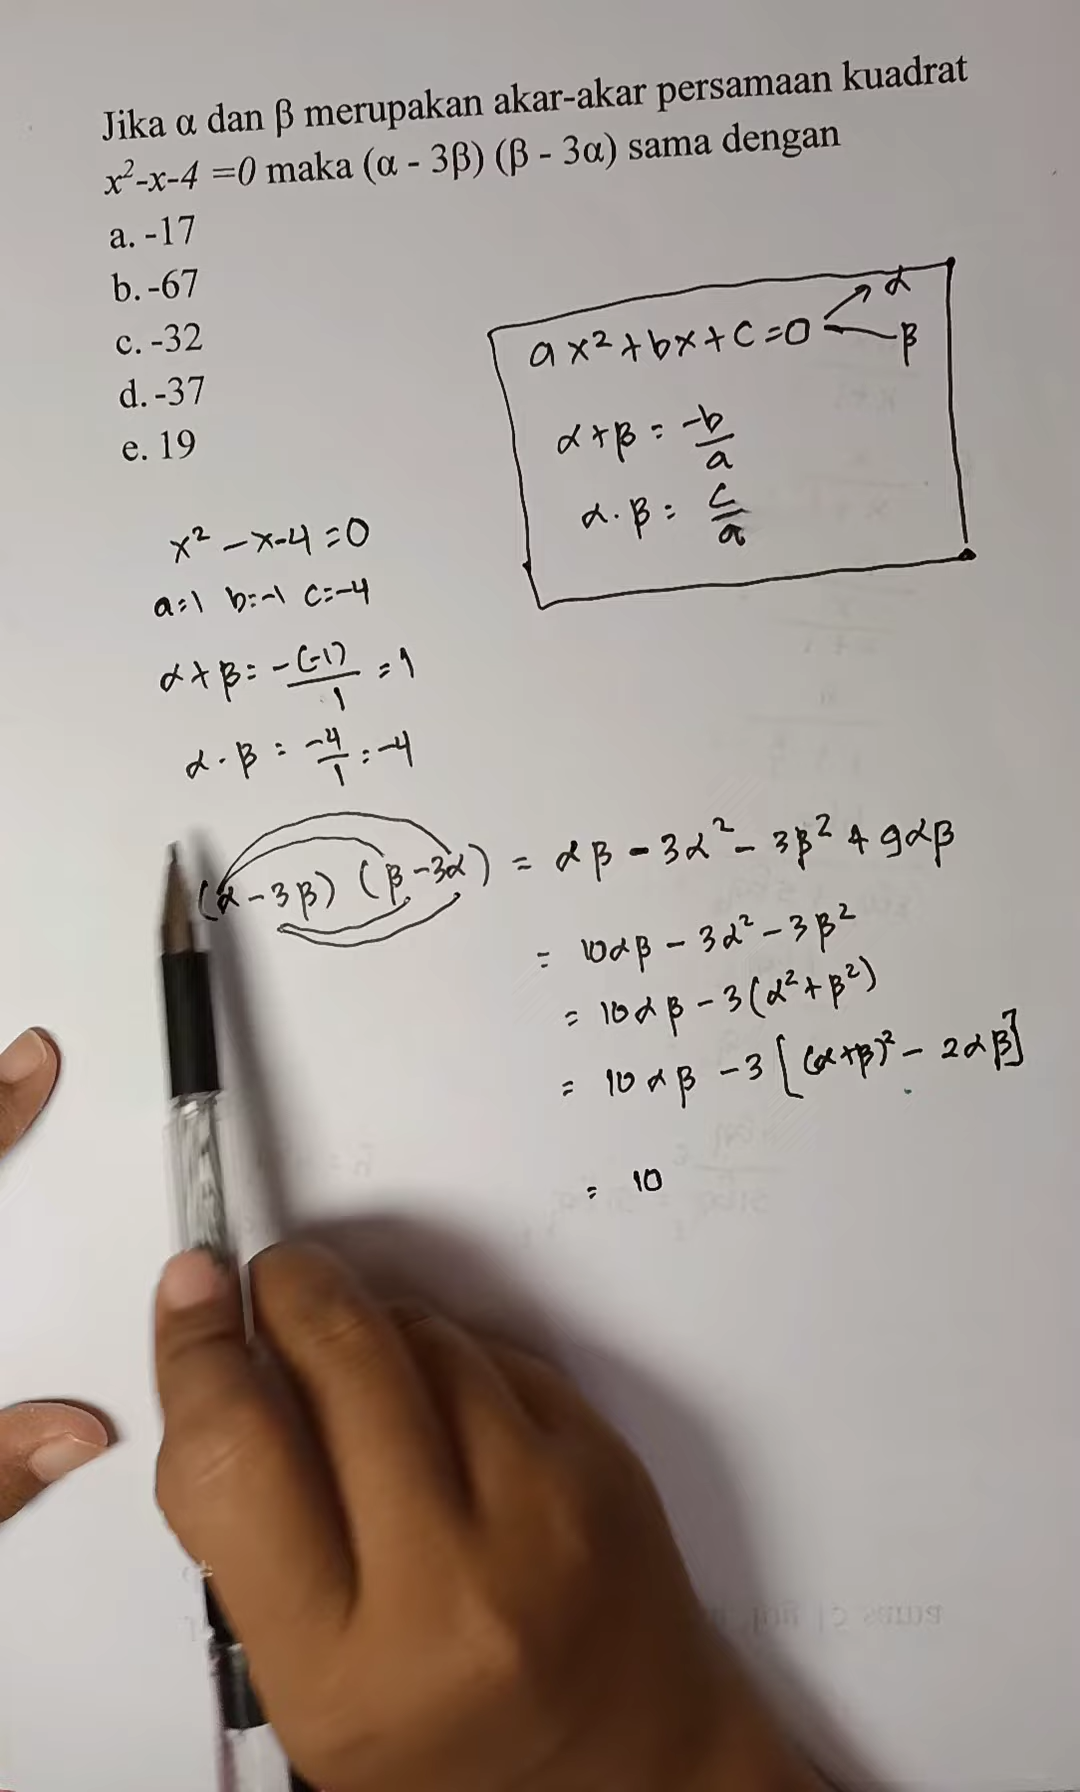 Jika α dan β merupakan akar-akar persamaan kuadrat
x²-x-4 =0 maka (α - 3β) (β - 3α) sama dengan
a. -17
b. -67
c. -32
d. -37
e. 19
ax²+bx+c=0
α
β
α+β = -b/a
α.β = c/a
x² -x-4=0
a=1 b=-1 c=-4
α+β = -(-1)/1 = 1
α.β = -4/1 = -4
(α-3β) (β-3α) = αβ - 3α² - 3β² + 9αβ
= 10αβ - 3α² - 3β²
= 10αβ - 3(α²+β²)
= 10αβ - 3[(α+β)² - 2αβ]
= 10